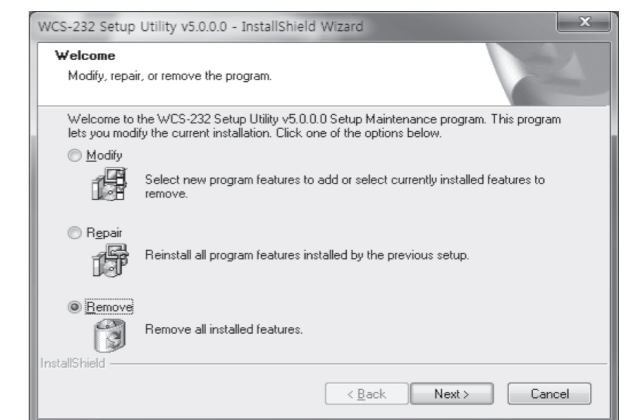 WCS-232 Setup Utility v5.0.0.0 - InstallShield Wizard
Welcome
Modify, repair, or remove the program.
Welcome to the WCS-232 Setup Utility v5.0.0.0 Setup Maintenance program. This program
lets you modify the current installation. Click one of the options below.
Modify
Select new program features to add or select currently installed features to
remove.
Repair
Reinstall all program features installed by the previous setup.
Remove
Remove all installed features.
InstallShield
< Back Next > Cancel